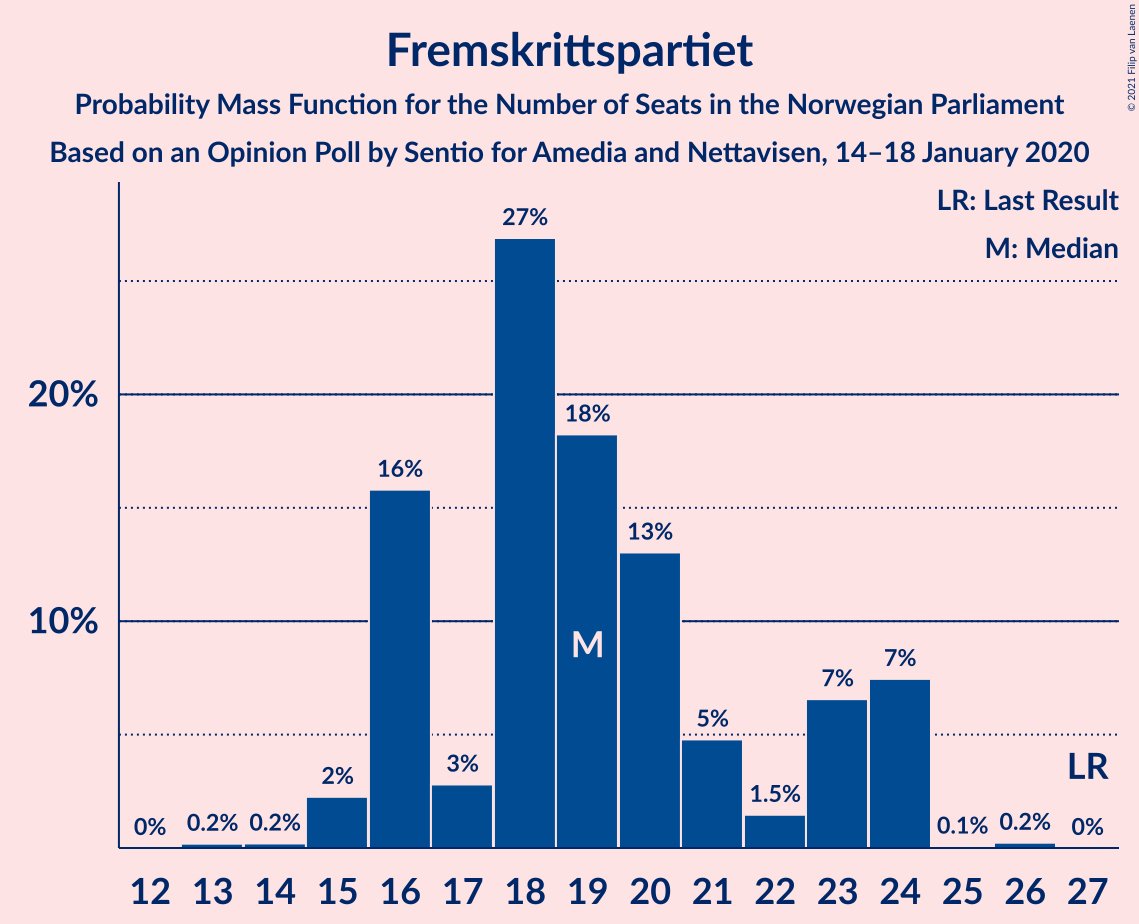 Fremskrittspartiet
Probability Mass Function for the Number of Seats in the Norwegian Parliament
Based on an Opinion Poll by Sentio for Amedia and Nettavisen, 14–18 January 2020
© 2021 Filip van Laenen
LR: Last Result
M: Median
20%
10%
0% 0.2% 0.2% 2% 16% 3% 27% 18% 13% 5% 1.5% 7% 7% 0.1% 0.2% 0%
M
LR
12 13 14 15 16 17 18 19 20 21 22 23 24 25 26 27